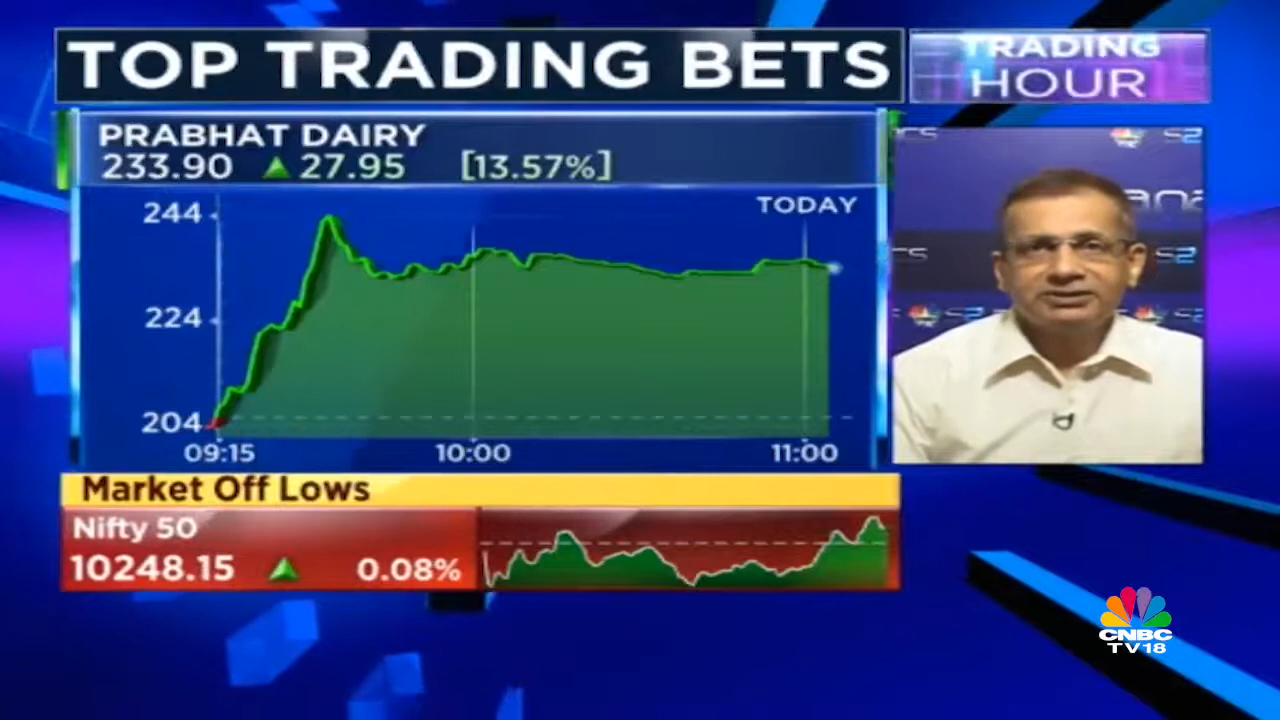 TOP TRADING BETS
TRADING
HOUR
PRABHAT DAIRY
233.90 ▲ 27.95 [13.57%]
TODAY
244
224
204
09:15 10:00 11:00
Market Off Lows
Nifty 50
10248.15 ▲ 0.08%
CNBC
TV18